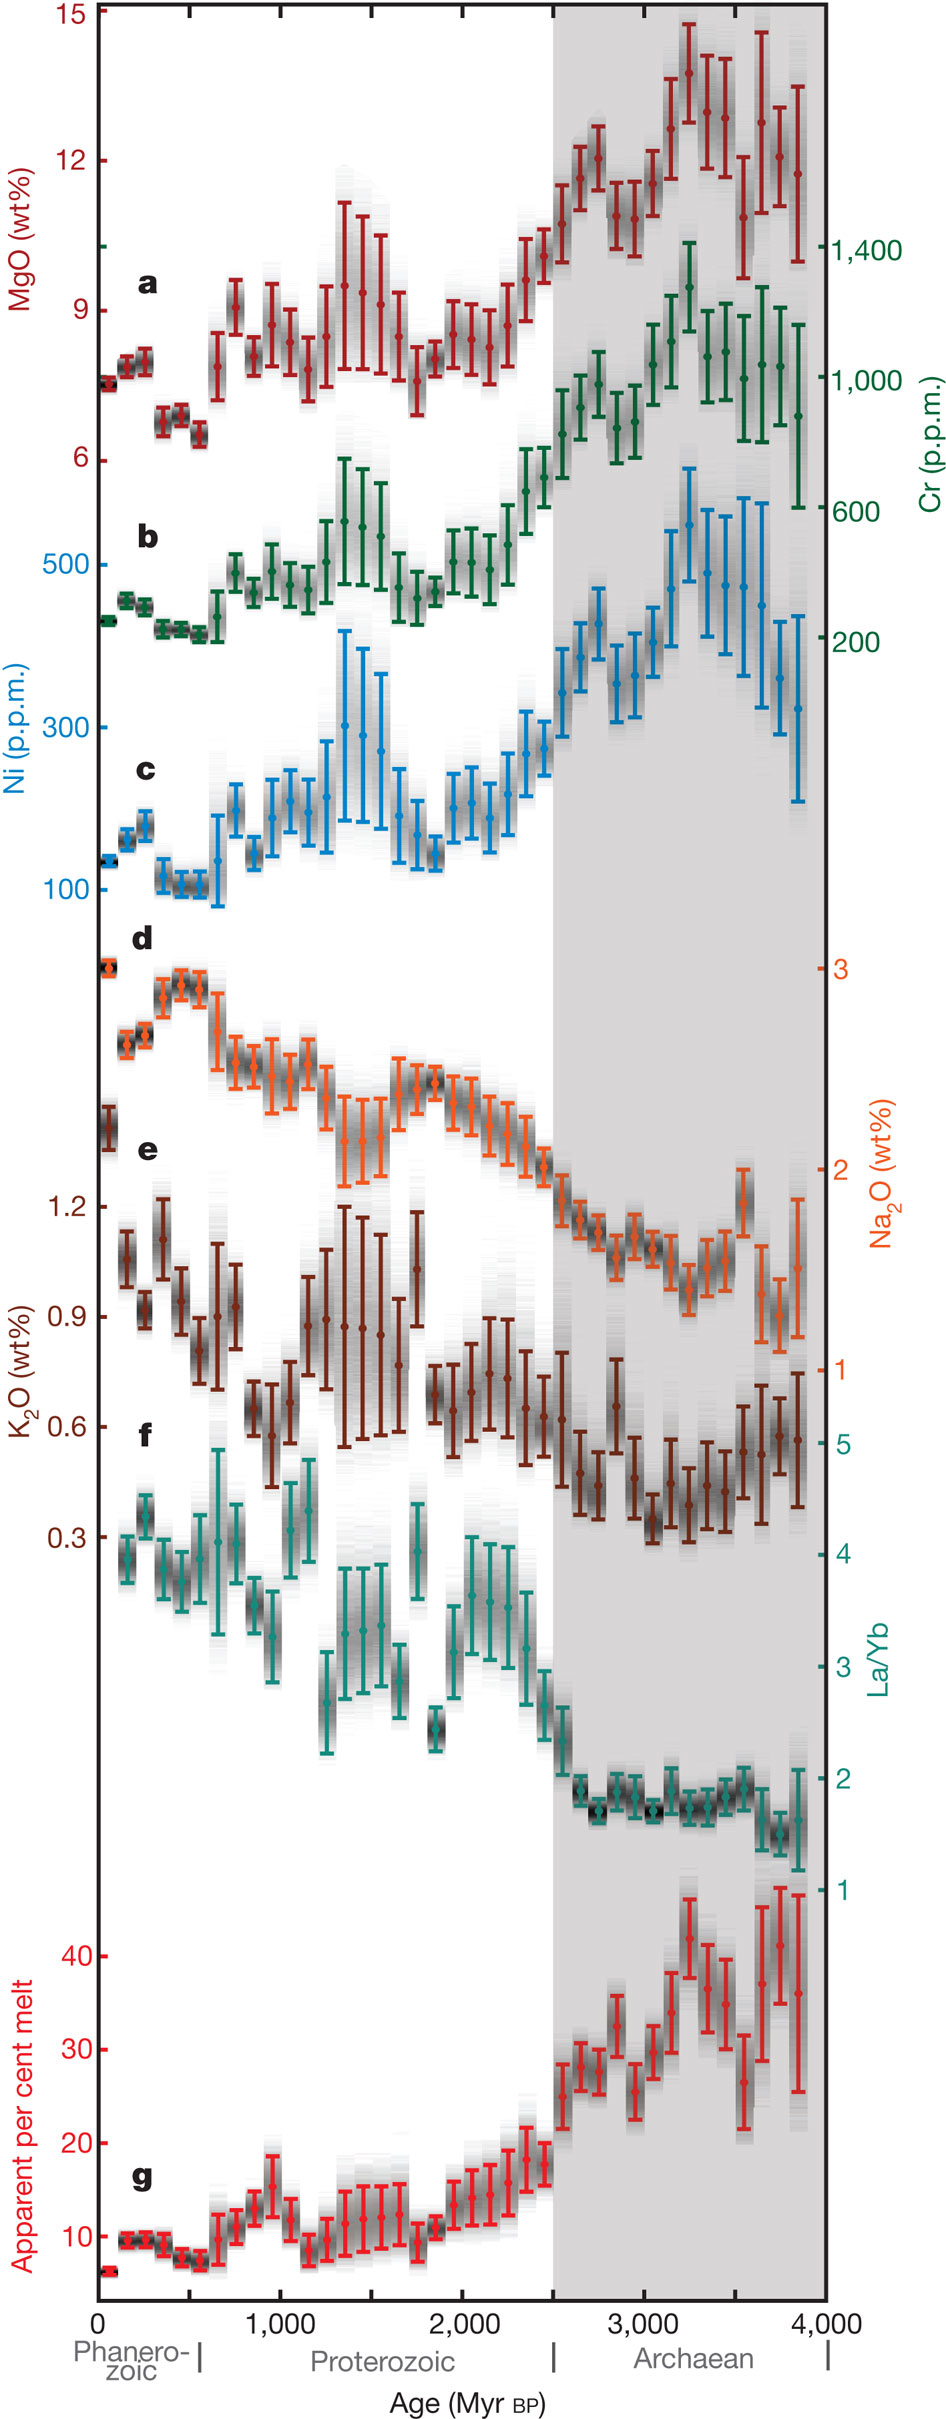 15
12
MgO (wt%)
9
6
a
1,400
1,000
Cr (p.p.m.)
600
200
b
500
Ni (p.p.m.)
300
100
c
d
3
Na2O (wt%)
2
1
e
1.2
0.9
K2O (wt%)
0.6
0.3
f
5
4
La/Yb
3
2
1
40
Apparent per cent melt
30
20
10
g
0 1,000 2,000 3,000 4,000
Phanero-
zoic
Proterozoic
Archaean
Age (Myr BP)